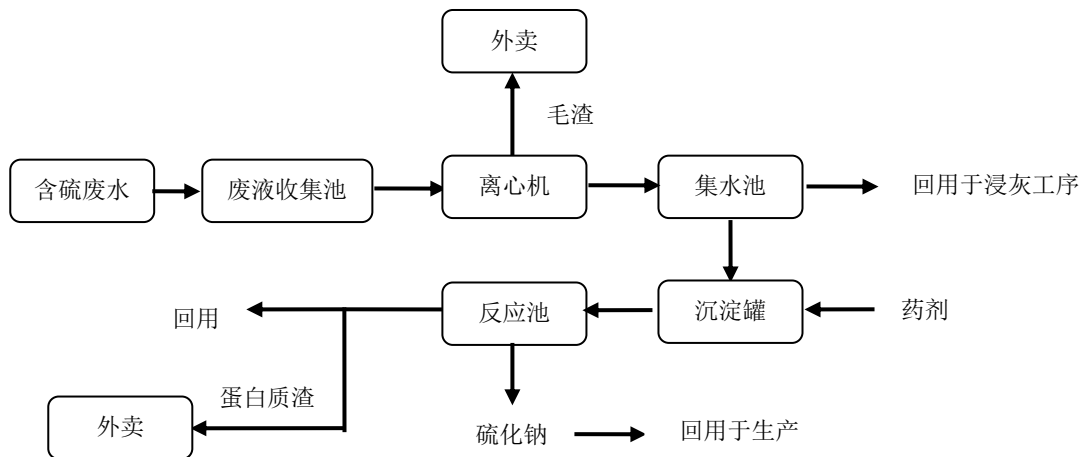 外卖
毛渣
含硫废水
废液收集池
离心机
集水池
回用于浸灰工序
回用
反应池
沉淀罐
药剂
蛋白质渣
外卖
硫化钠
回用于生产